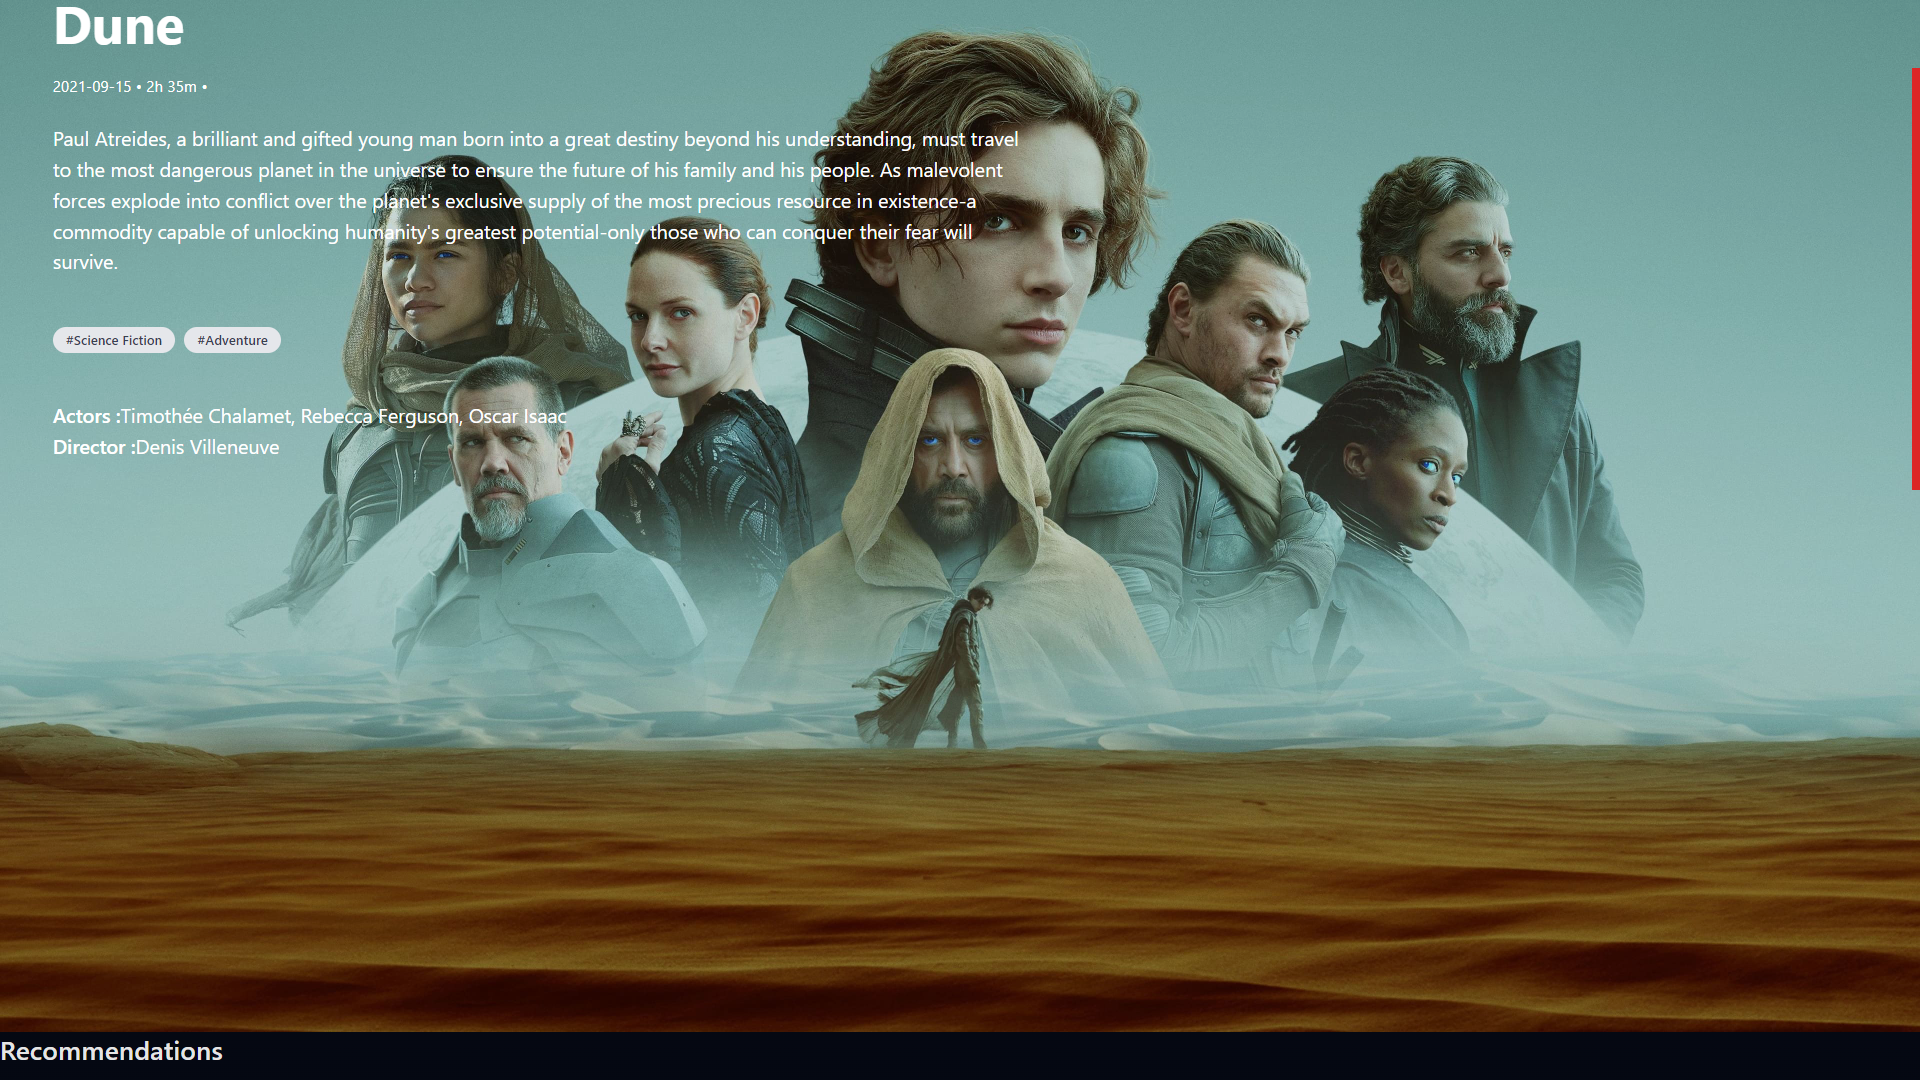 Dune
2021-09-15 • 2h 35m •
Paul Atreides, a brilliant and gifted young man born into a great destiny beyond his understanding, must travel
to the most dangerous planet in the universe to ensure the future of his family and his people. As malevolent
forces explode into conflict over the planet's exclusive supply of the most precious resource in existence-a
commodity capable of unlocking humanity's greatest potential-only those who can conquer their fear will
survive.
#Science Fiction #Adventure
Actors :Timothée Chalamet, Rebecca Ferguson, Oscar Isaac
Director :Denis Villeneuve
Recommendations